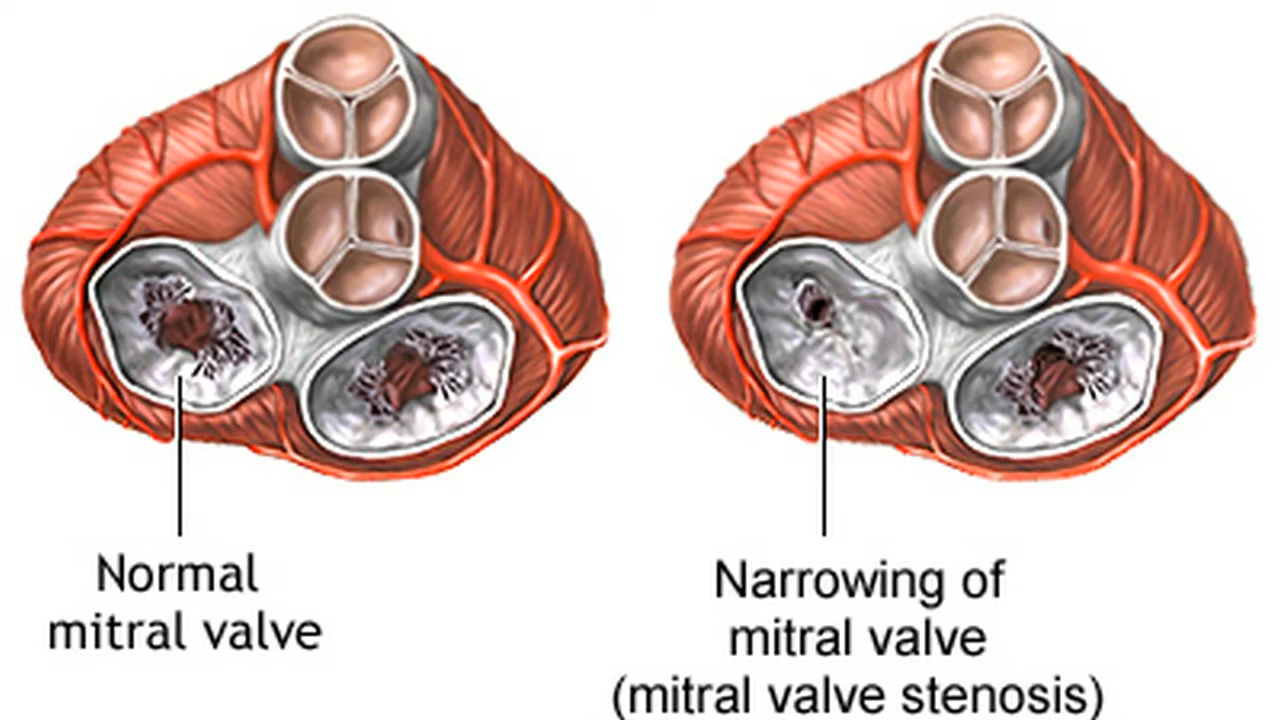 Normal
mitral valve
Narrowing of
mitral valve
(mitral valve stenosis)